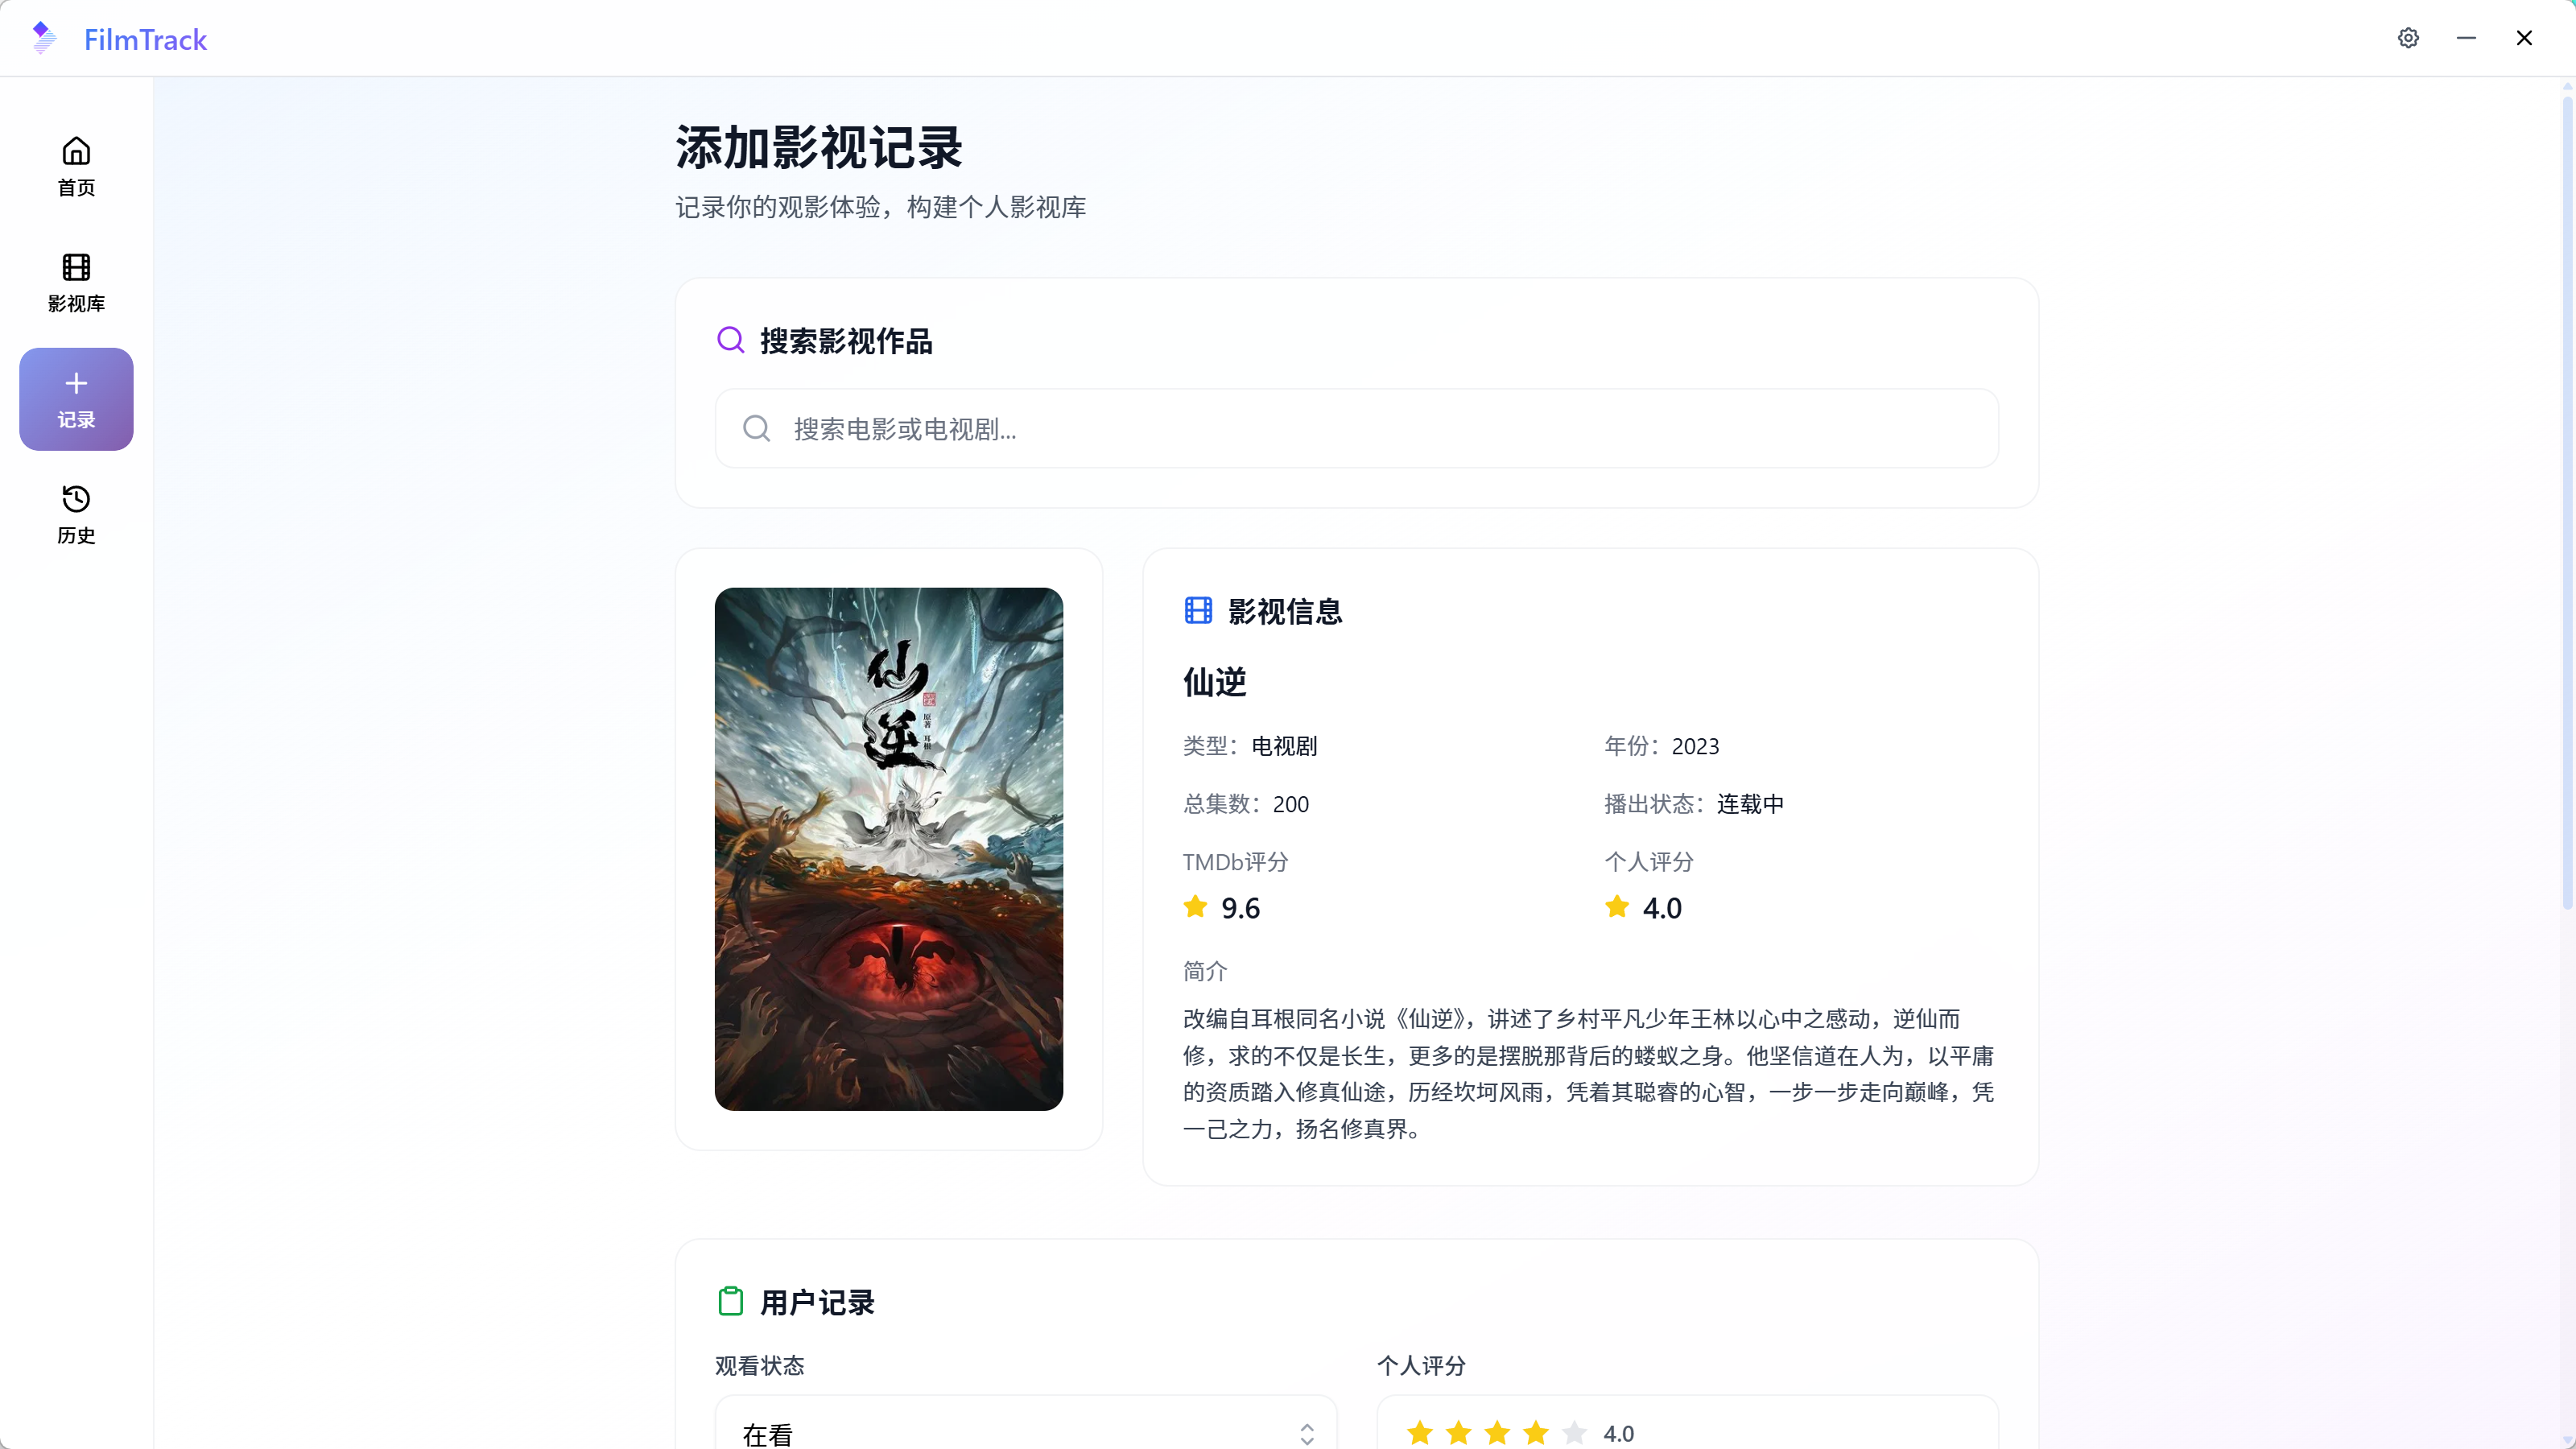 FilmTrack
首页
影视库
记录
历史
添加影视记录
记录你的观影体验，构建个人影视库
搜索影视作品
搜索电影或电视剧...
仙逆
原著 耳根
影视信息
仙逆
类型：电视剧
年份：2023
总集数：200
播出状态：连载中
TMDb评分
个人评分
9.6
4.0
简介
改编自耳根同名小说《仙逆》，讲述了乡村平凡少年王林以心中之感动，逆仙而
修，求的不仅是长生，更多的是摆脱那背后的蝼蚁之身。他坚信道在人为，以平庸
的资质踏入修真仙途，历经坎坷风雨，凭着其聪睿的心智，一步一步走向巅峰，凭
一己之力，扬名修真界。
用户记录
观看状态
个人评分
在看
4.0